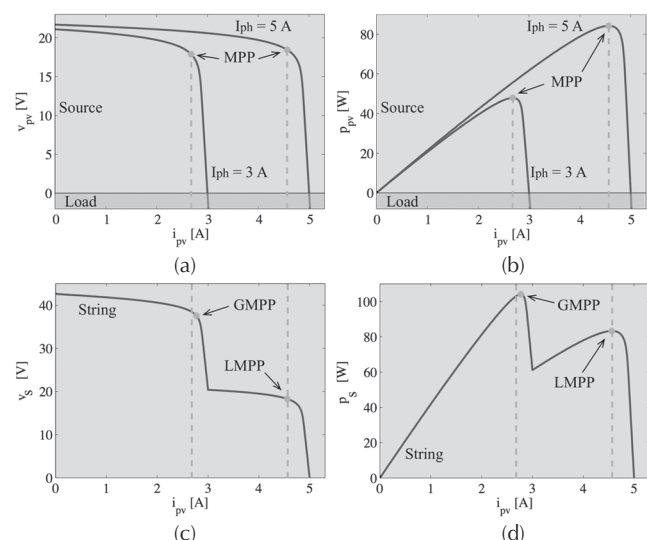 Iph = 5 A
MPP
Source
Iph = 3 A
Load
20
15
10
5
0
0 1 2 3 4 5
v_pv [V]
i_pv [A]
(a)
Iph = 5 A
MPP
Source
Iph = 3 A
Load
80
60
40
20
0
0 1 2 3 4 5
p_pv [W]
i_pv [A]
(b)
String
GMPP
LMPP
40
20
0
0 1 2 3 4 5
v_S [V]
i_pv [A]
(c)
GMPP
LMPP
String
100
80
60
40
20
0
0 1 2 3 4 5
p_S [W]
i_pv [A]
(d)